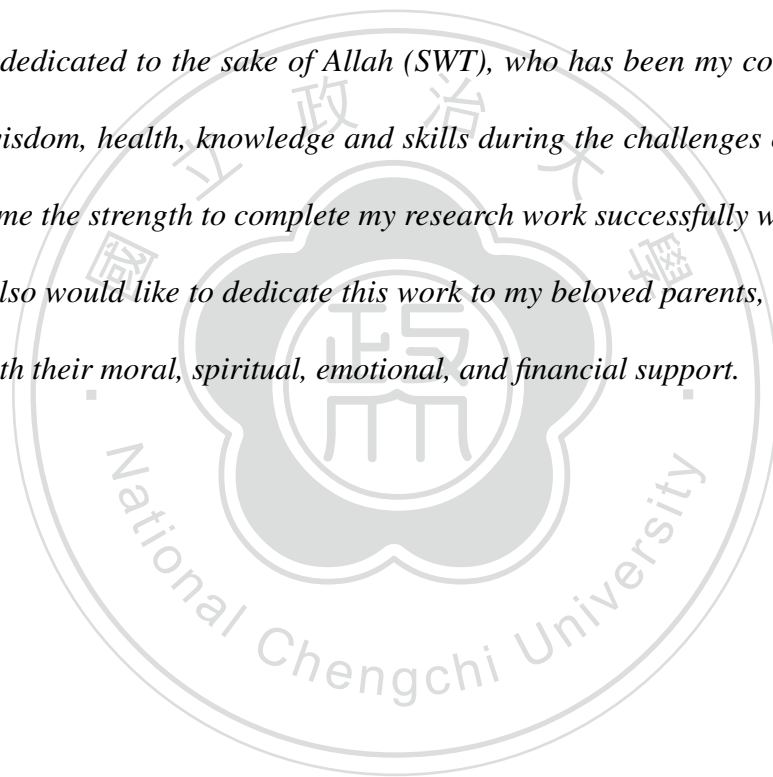 dedicated to the sake of Allah (SWT), who has been my co
isdom, health, knowledge and skills during the challenges
me the strength to complete my research work successfully w
lso would like to dedicate this work to my beloved parents,
th their moral, spiritual, emotional, and financial support.
國立政治大學
政
National Chengchi University